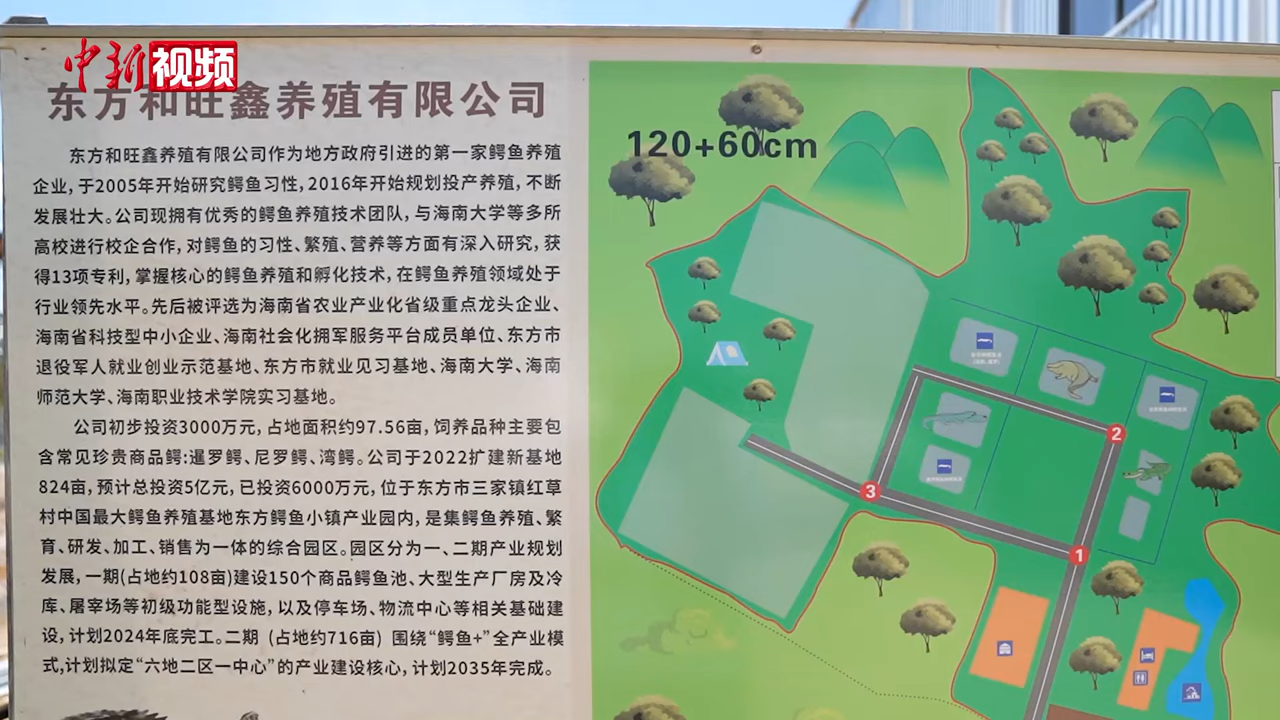 中新视频
东方和旺鑫养殖有限公司
东方和旺鑫养殖有限公司作为地方政府引进的第一家鳄鱼养殖
企业,于2005年开始研究鳄鱼习性,2016年开始规划投产养殖,不断
发展壮大。公司现拥有优秀的鳄鱼养殖技术团队,与海南大学等多所
高校进行校企合作,对鳄鱼的习性、繁殖、营养等方面有深入研究,获
得13项专利,掌握核心的鳄鱼养殖和孵化技术,在鳄鱼养殖领域处于
行业领先水平。先后被评选为海南省农业产业化省级重点龙头企业、
海南省科技型中小企业、海南社会化拥军服务平台成员单位、东方市
退役军人就业创业示范基地、东方市就业见习基地、海南大学、海南
师范大学、海南职业技术学院实习基地。
公司初步投资3000万元,占地面积约97.56亩,饲养品种主要包
含常见珍贵商品鳄:暹罗鳄、尼罗鳄、湾鳄。公司于2022扩建新基地
824亩,预计总投资5亿元,已投资6000万元,位于东方市三家镇红草
村中国最大鳄鱼养殖基地东方鳄鱼小镇产业园内,是集鳄鱼养殖、繁
育、研发、加工、销售为一体的综合园区。园区分为一、二期产业规划
发展,一期(占地约108亩)建设150个商品鳄鱼池、大型生产厂房及冷
库、屠宰场等初级功能型设施,以及停车场、物流中心等相关基础建
设,计划2024年底完工。二期 (占地约716亩) 围绕“鳄鱼+”全产业模
式,计划拟定“六地二区一中心”的产业建设核心,计划2035年完成。
120+60cm
2
3
1